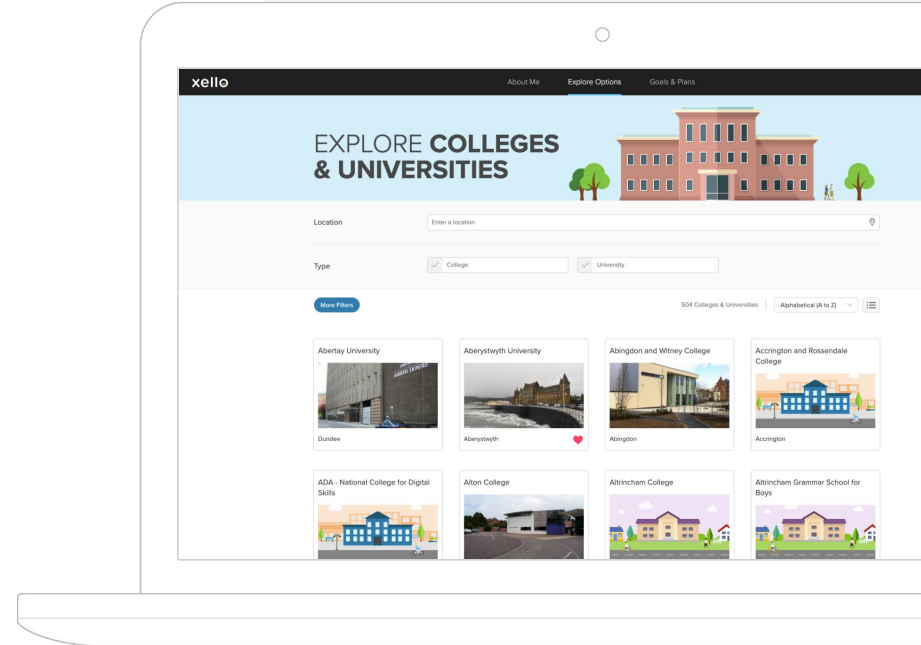 xello
About Me
Explore Options
Goals & Plans
EXPLORE COLLEGES
& UNIVERSITIES
Location
Enter a location
Type
College
University
More Filters
504 Colleges & Universities
Alphabetical (A to Z)
Abertay University
Aberystwyth University
Abingdon and Witney College
Accrington and Rossendale
College
Dundee
Aberystwyth
Abingdon
Accrington
ADA - National College for Digital
Skills
Alton College
Altrincham College
Altrincham Grammar School for
Boys